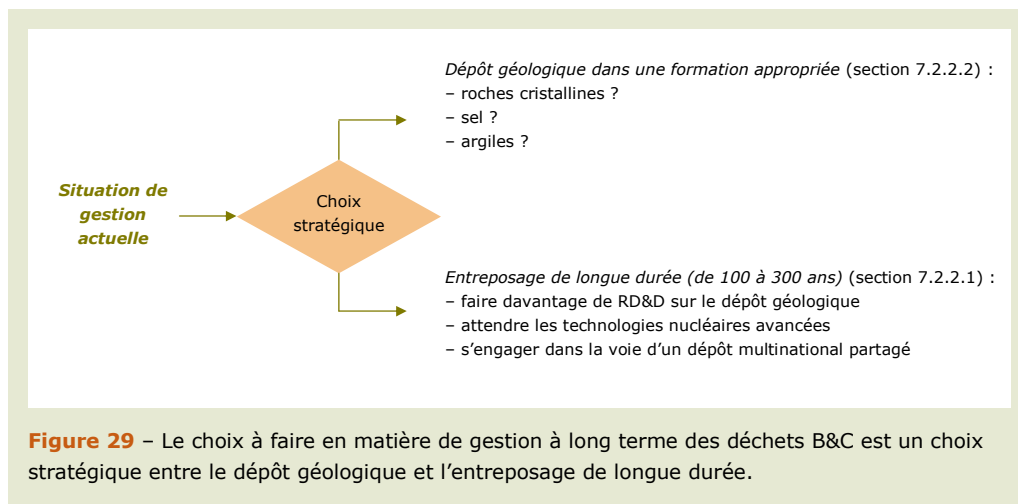 Dépôt géologique dans une formation appropriée (section 7.2.2.2) :
– roches cristallines ?
– sel ?
– argiles ?
Situation de
gestion
actuelle
Choix
stratégique
Entreposage de longue durée (de 100 à 300 ans) (section 7.2.2.1) :
– faire davantage de RD&D sur le dépôt géologique
– attendre les technologies nucléaires avancées
– s’engager dans la voie d’un dépôt multinational partagé
Figure 29 – Le choix à faire en matière de gestion à long terme des déchets B&C est un choix
stratégique entre le dépôt géologique et l’entreposage de longue durée.